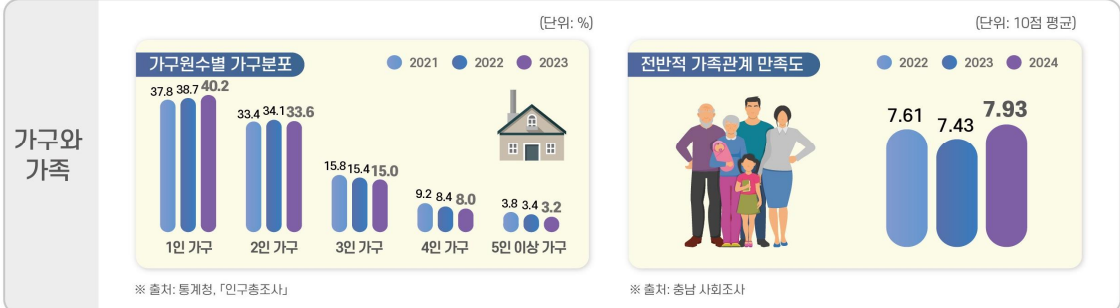 가구와
가족
(단위: %)
가구원수별 가구분포
2021 2022 2023
37.8 38.7 40.2
33.4 34.1 33.6
15.8 15.4 15.0
9.2 8.4 8.0
3.8 3.4 3.2
1인 가구 2인 가구 3인 가구 4인 가구 5인 이상 가구
※ 출처: 통계청, 「인구총조사」
(단위: 10점 평균)
전반적 가족관계 만족도
2022 2023 2024
7.61 7.43 7.93
※ 출처: 충남 사회조사